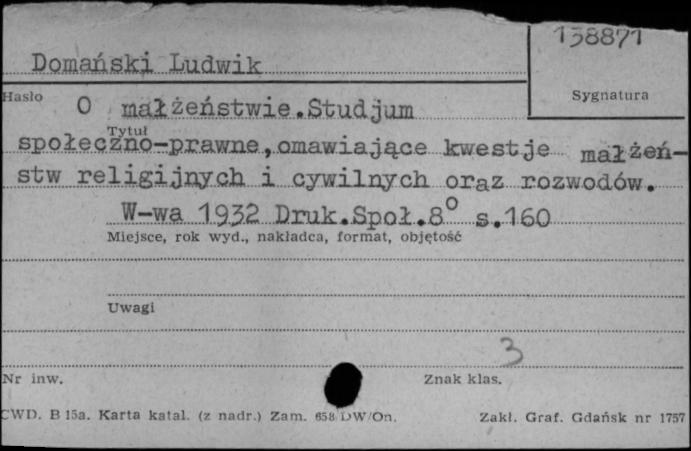 138871
Domański Ludwik
Hasło
Sygnatura
O małżeństwie.Studjum
Tytuł
społeczno-prawne,omawiające kwestje małżeń-
stw religijnych i cywilnych oraz rozwodów.
W-wa 1932 Druk.Społ.8° s.160
Miejsce, rok wyd., nakładca, format, objętość
Uwagi
3
Nr inw.
Znak klas.
CWD. B 15a. Karta katal. (z nadr.) Zam. 658/DW/On. Zakł. Graf. Gdańsk nr 1757